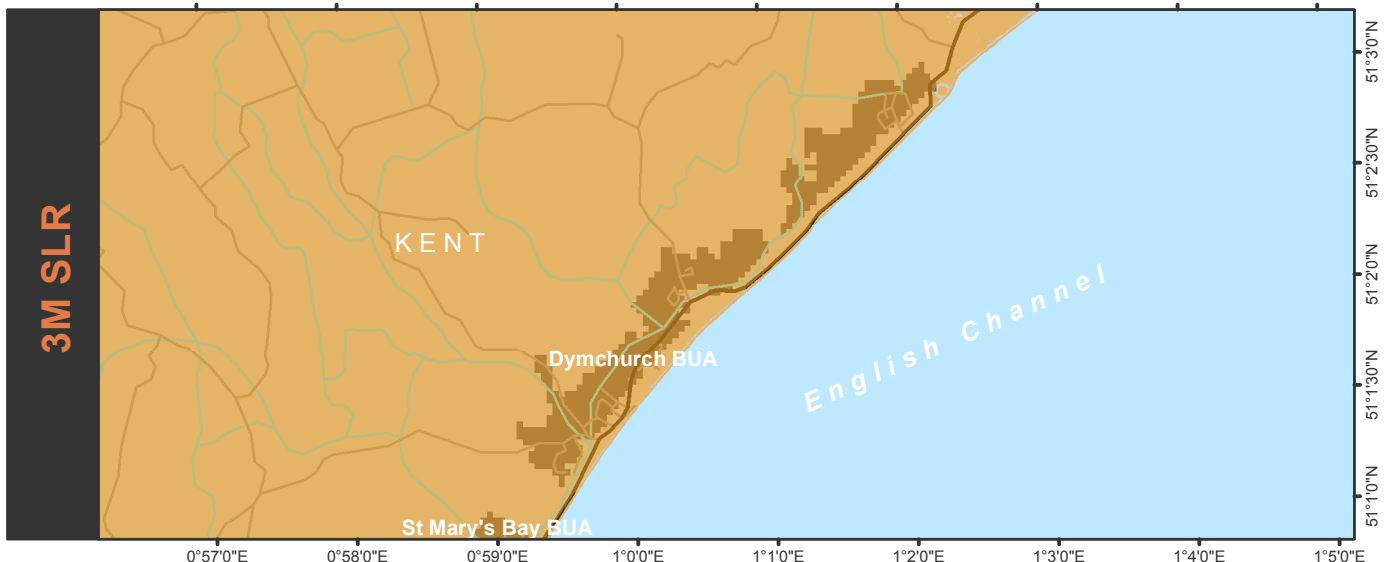 3M SLR
KENT
English Channel
Dymchurch BUA
St Mary's Bay BUA
51°3'0"N
51°2'30"N
51°2'0"N
51°1'30"N
51°1'0"N
0°57'0"E
0°58'0"E
0°59'0"E
1°0'0"E
1°1'0"E
1°2'0"E
1°3'0"E
1°4'0"E
1°5'0"E